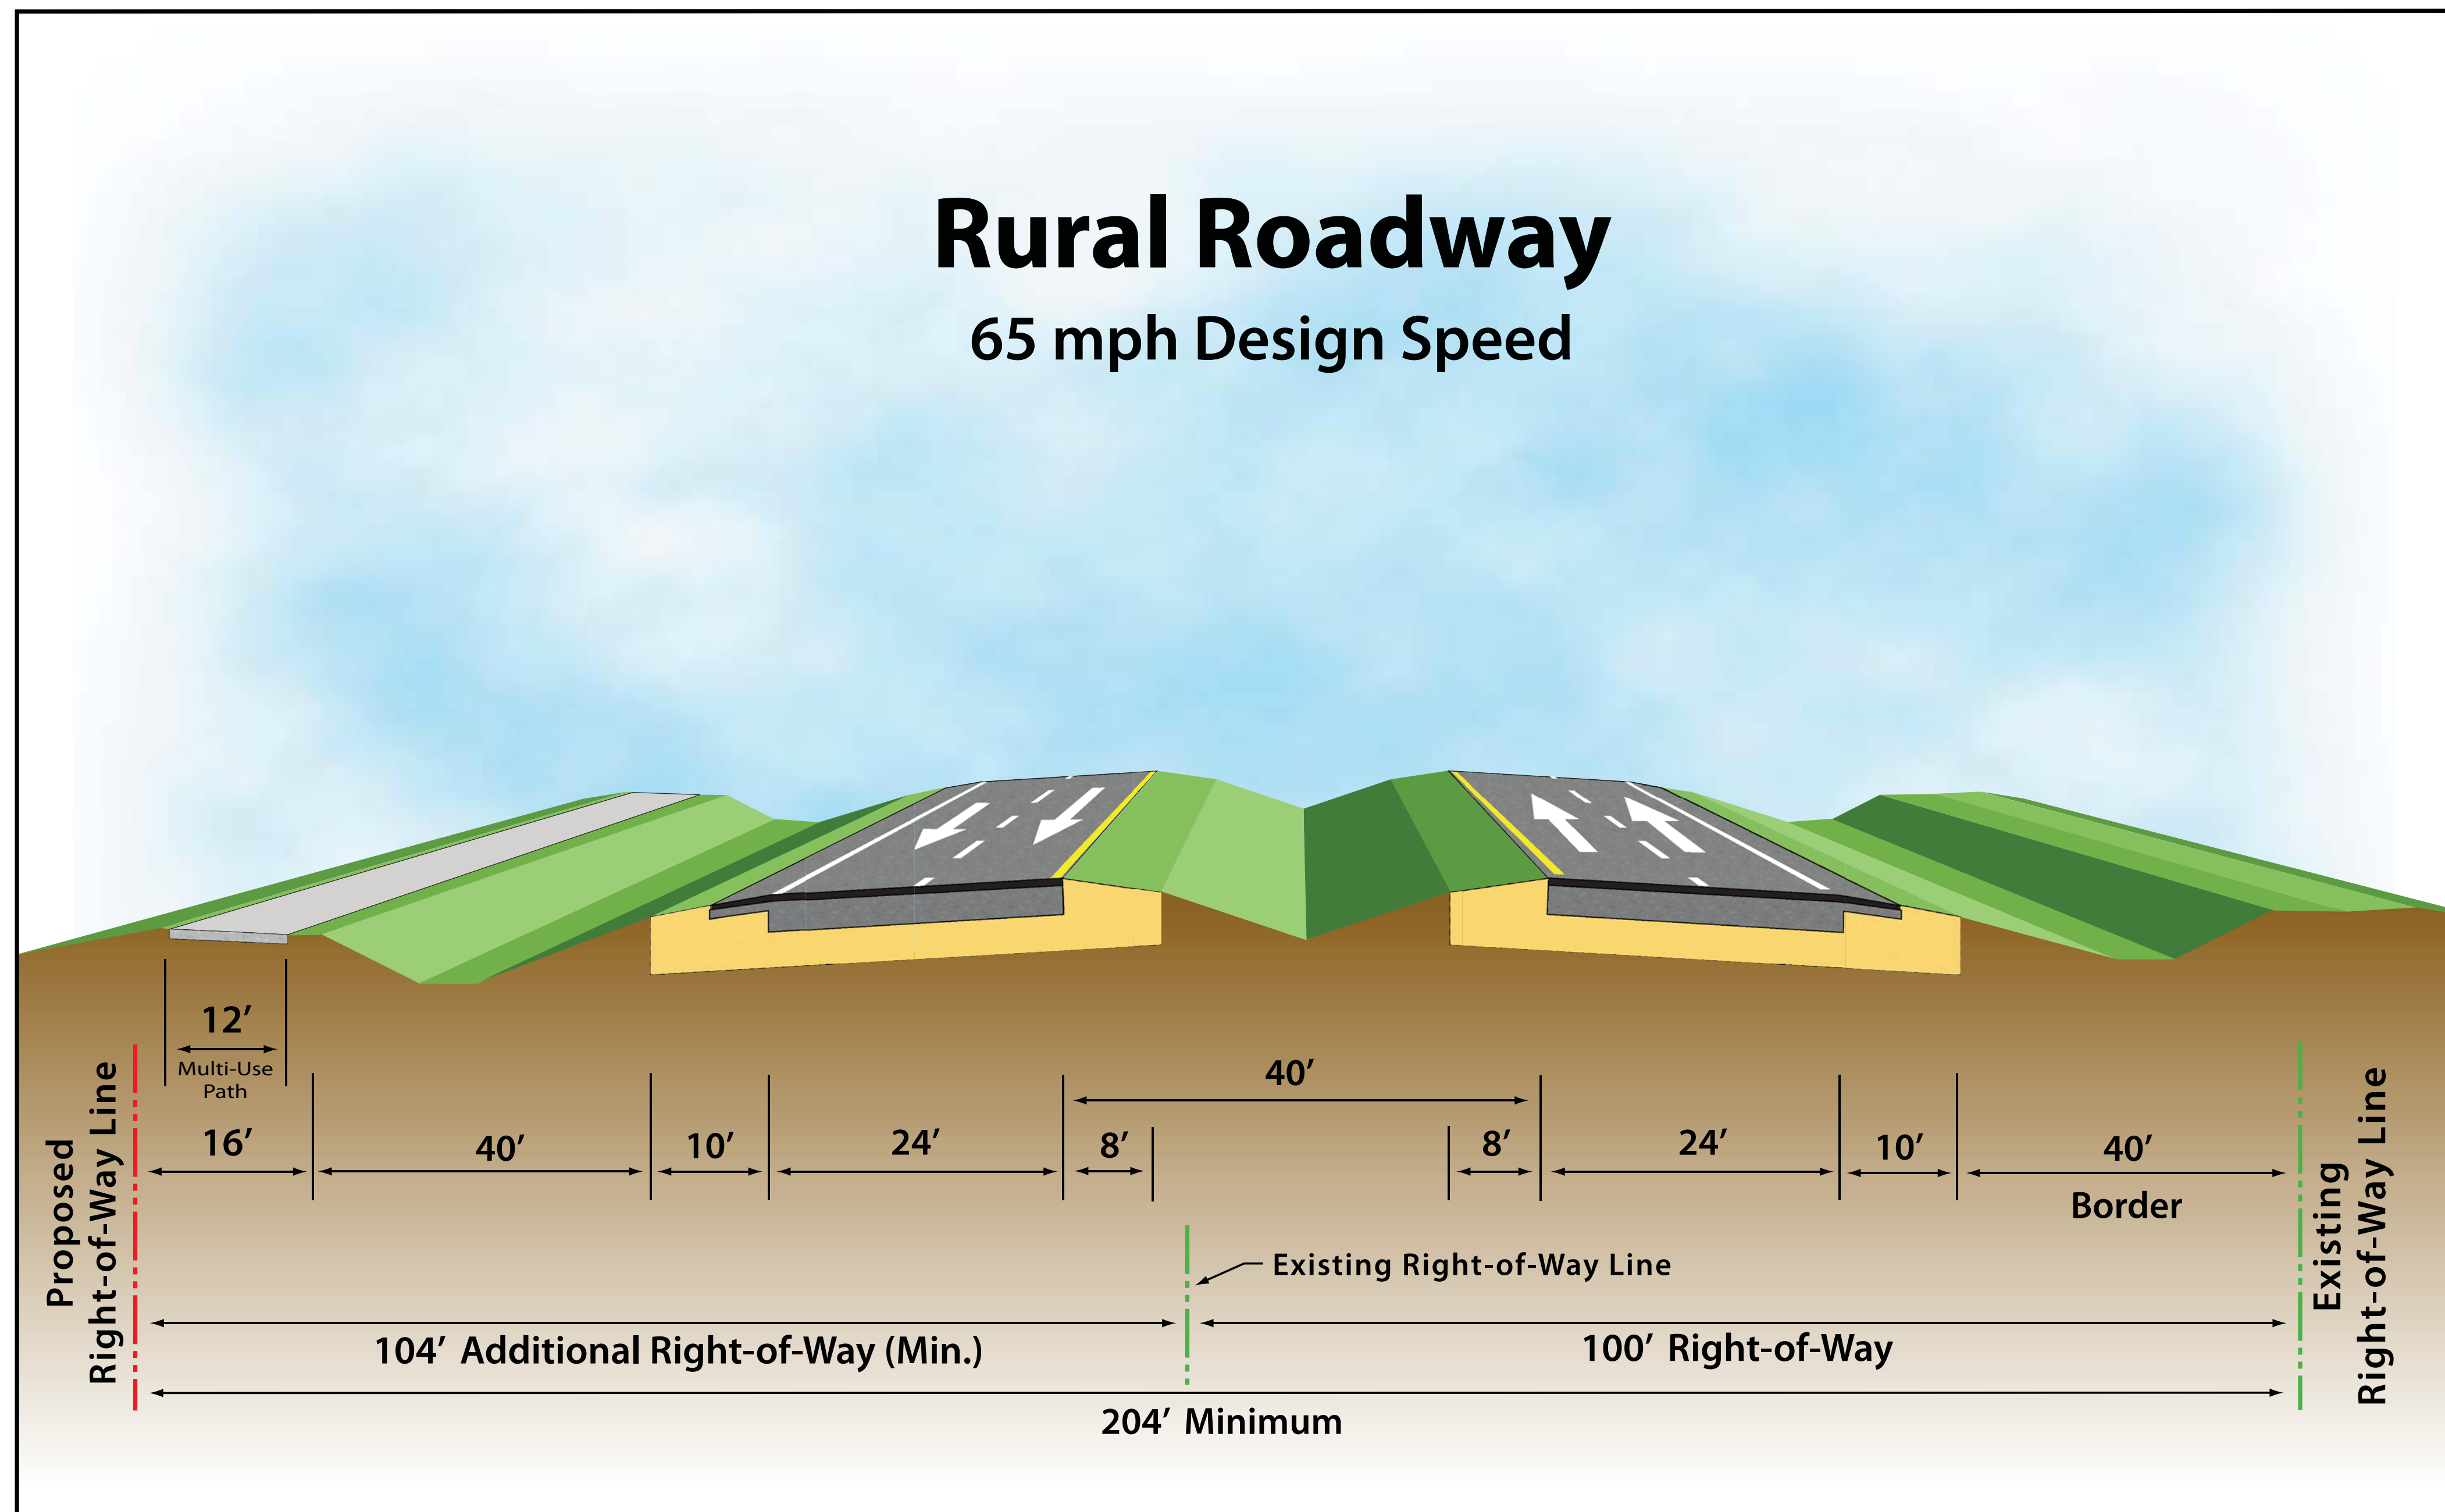 Rural Roadway
65 mph Design Speed
12’
Multi-Use
Path
40’
16’
40’
10’
24’
8’
8’
24’
10’
40’
Border
Proposed
Right-of-Way Line
Existing
Right-of-Way Line
Existing Right-of-Way Line
104’ Additional Right-of-Way (Min.)
100’ Right-of-Way
204’ Minimum